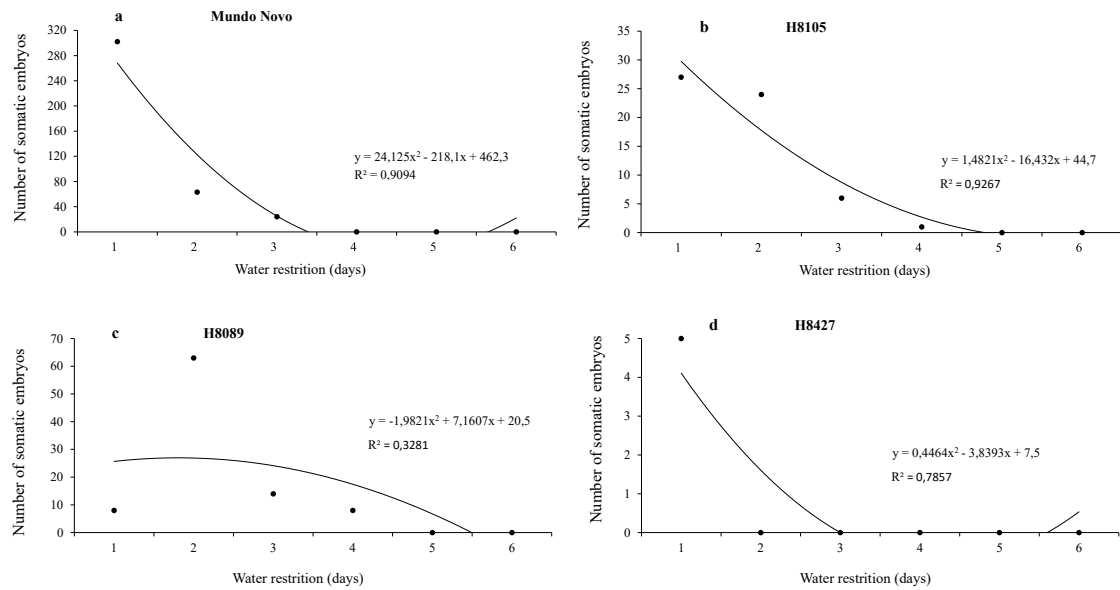 a Mundo Novo
Number of somatic embryos
320
280
240
200
160
120
80
40
0
y = 24,125x² - 218,1x + 462,3
R² = 0,9094
1 2 3 4 5 6
Water restrition (days)
b H8105
Number of somatic embryos
35
30
25
20
15
10
5
0
y = 1,4821x² - 16,432x + 44,7
R² = 0,9267
1 2 3 4 5 6
Water restrition (days)
c H8089
Number of somatic embryos
70
60
50
40
30
20
10
0
y = -1,9821x² + 7,1607x + 20,5
R² = 0,3281
1 2 3 4 5 6
Water restrition (days)
d H8427
Number of somatic embryos
5
4
3
2
1
0
y = 0,4464x² - 3,8393x + 7,5
R² = 0,7857
1 2 3 4 5 6
Water restrition (days)